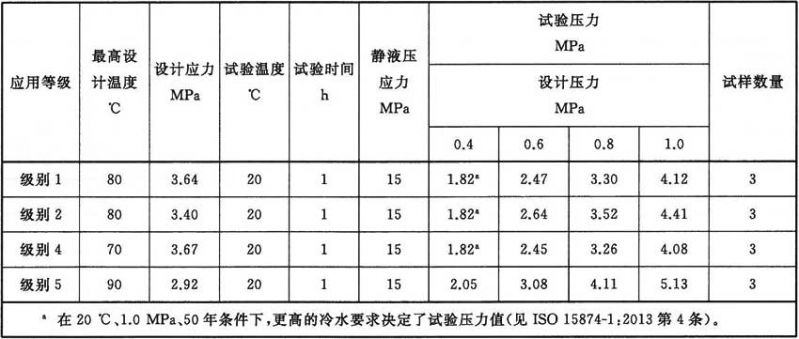 应用等级 最高设计温度 ℃ 设计应力 MPa 试验温度 ℃ 试验时间 h 静液压应力 MPa 试验压力 MPa 试样数量
设计压力 MPa
0.4 0.6 0.8 1.0
级别 1 80 3.64 20 1 15 1.82ᵃ 2.47 3.30 4.12 3
级别 2 80 3.40 20 1 15 1.82ᵃ 2.64 3.52 4.41 3
级别 4 70 3.67 20 1 15 1.82ᵃ 2.45 3.26 4.08 3
级别 5 90 2.92 20 1 15 2.05 3.08 4.11 5.13 3
ᵃ 在 20 ℃、1.0 MPa、50 年条件下,更高的冷水要求决定了试验压力值(见 ISO 15874-1:2013 第 4 条)。